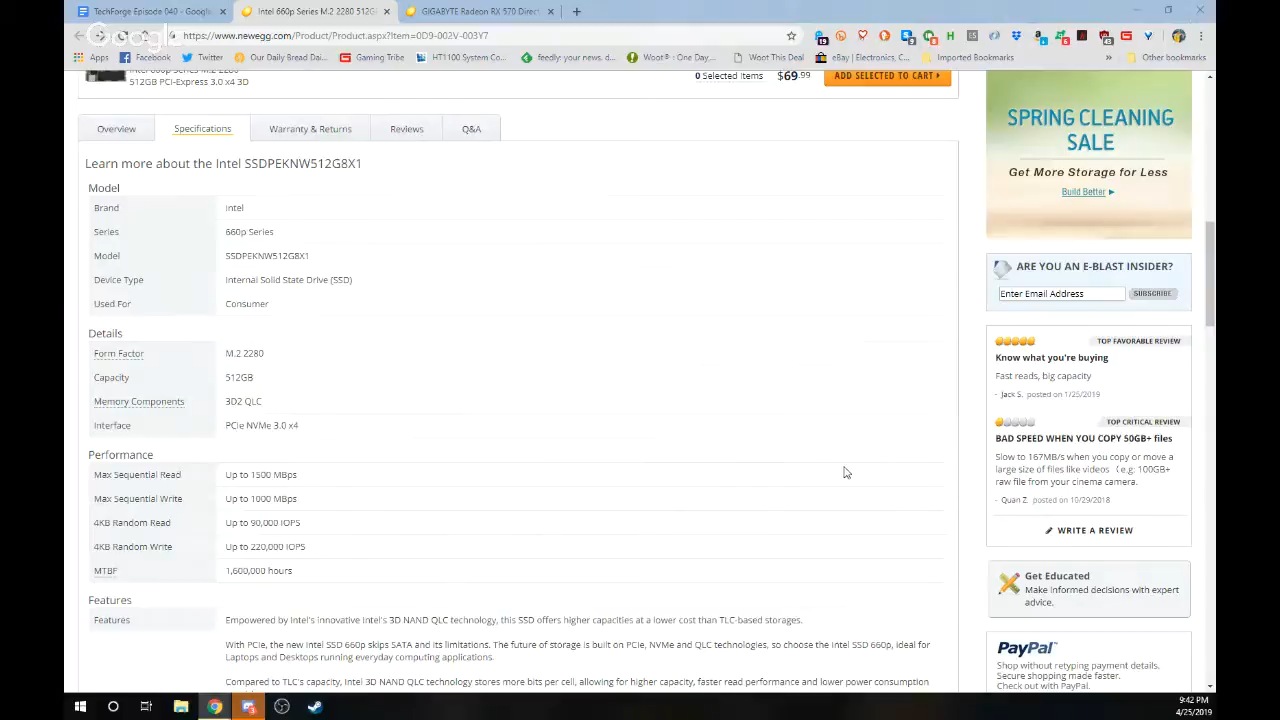 TechForge Episode 040 - Google
Intel 660p Series M.2 2280 512G
GIGABYTE Radeon RX 570 Direct
Google
https://www.newegg.com/Product/Product.aspx?Item=0D9-002V-003Y7
Apps
Facebook
Twitter
Our Daily Bread Dai...
Gaming Tribe
HT1100 System Co...
feedly: your news, d...
Woot® : One Day,...
Woot This Deal
eBay | Electronics, C...
Imported Bookmarks
»
Other bookmarks
512GB PCI-Express 3.0 x4 3D
0 Selected Items
$69.99
ADD SELECTED TO CART
Overview
Specifications
Warranty & Returns
Reviews
Q&A
Learn more about the Intel SSDPEKNW512G8X1
Model
Brand Intel
Series 660p Series
Model SSDPEKNW512G8X1
Device Type Internal Solid State Drive (SSD)
Used For Consumer
Details
Form Factor M.2 2280
Capacity 512GB
Memory Components 3D2 QLC
Interface PCIe NVMe 3.0 x4
Performance
Max Sequential Read Up to 1500 MBps
Max Sequential Write Up to 1000 MBps
4KB Random Read Up to 90,000 IOPS
4KB Random Write Up to 220,000 IOPS
MTBF 1,600,000 hours
Features
Features Empowered by Intel's innovative Intel's 3D NAND QLC technology, this SSD offers higher capacities at a lower cost than TLC-based storages.
With PCIe, the new Intel SSD 660p skips SATA and its limitations. The future of storage is built on PCIe, NVMe and QLC technologies, so choose the Intel SSD 660p, ideal for
Laptops and Desktops running everyday computing applications.
Compared to TLC's capacity, Intel 3D NAND QLC technology stores more bits per cell, allowing for higher capacity, faster read performance and lower power consumption
SPRING CLEANING
SALE
Get More Storage for Less
Build Better
ARE YOU AN E-BLAST INSIDER?
Enter Email Address
SUBSCRIBE
TOP FAVORABLE REVIEW
Know what you're buying
Fast reads, big capacity
- Jack S. posted on 1/25/2019
TOP CRITICAL REVIEW
BAD SPEED WHEN YOU COPY 50GB+ files
Slow to 167MB/s when you copy or move a
large size of files like videos （e.g: 100GB+
raw file from your cinema camera.
- Quan Z. posted on 10/29/2018
WRITE A REVIEW
Get Educated
Make informed decisions with expert
advice.
PayPal
Shop without retyping payment details.
Secure shopping made faster.
Check out with PayPal.
9:42 PM
4/25/2019